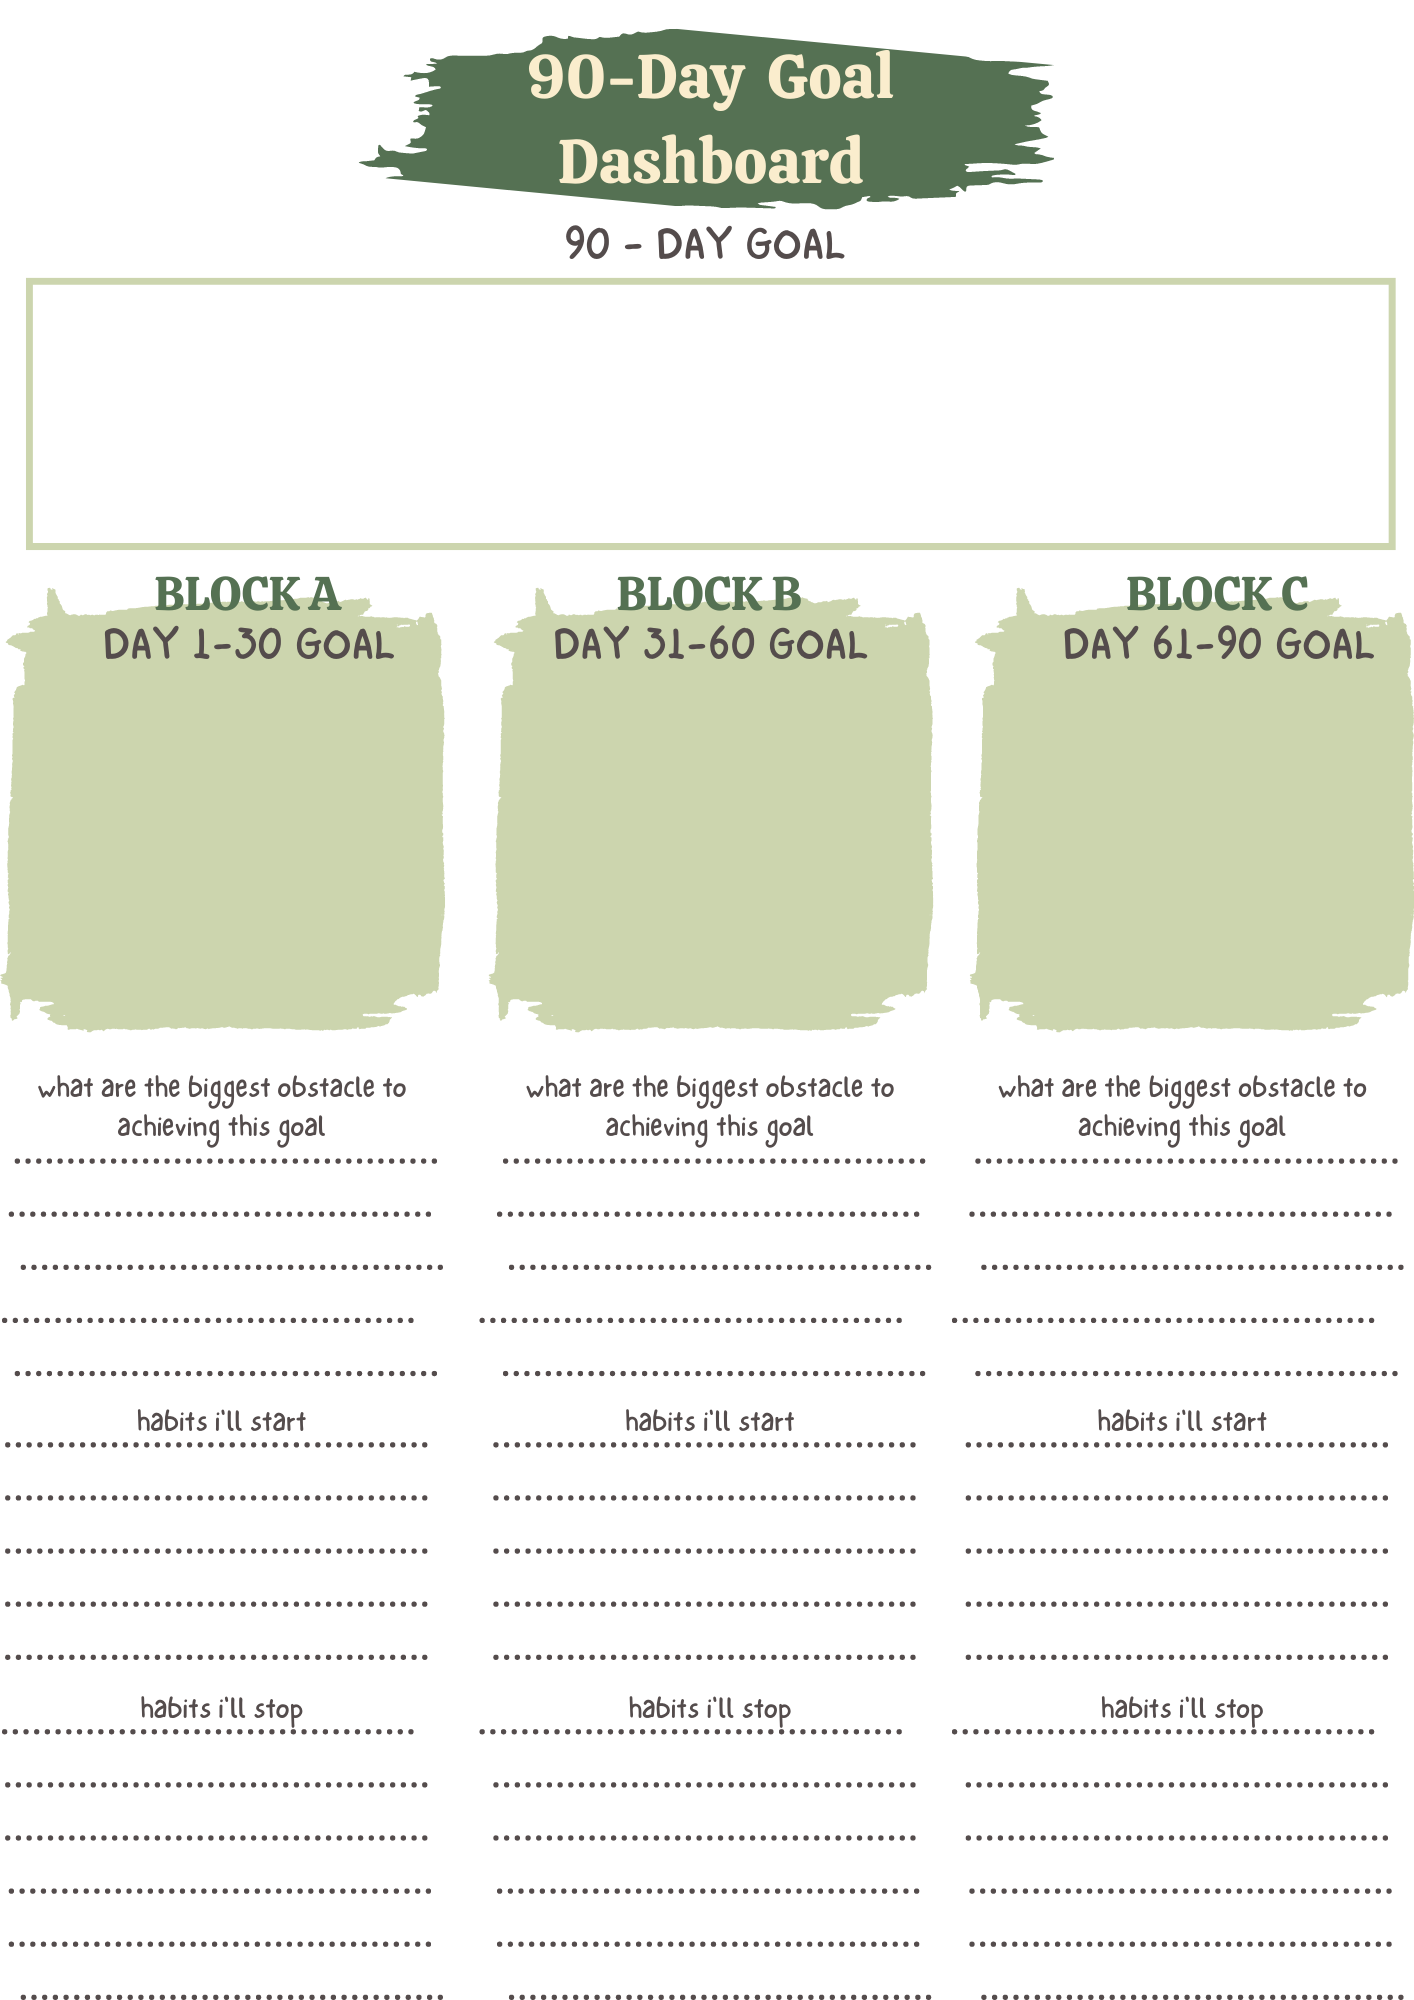 90-Day Goal
Dashboard
90 - DAY GOAL
BLOCK A
DAY 1-30 GOAL
BLOCK B
DAY 31-60 GOAL
BLOCK C
DAY 61-90 GOAL
what are the biggest obstacle to
achieving this goal
what are the biggest obstacle to
achieving this goal
what are the biggest obstacle to
achieving this goal
habits i'll start
habits i'll start
habits i'll start
habits i'll stop
habits i'll stop
habits i'll stop